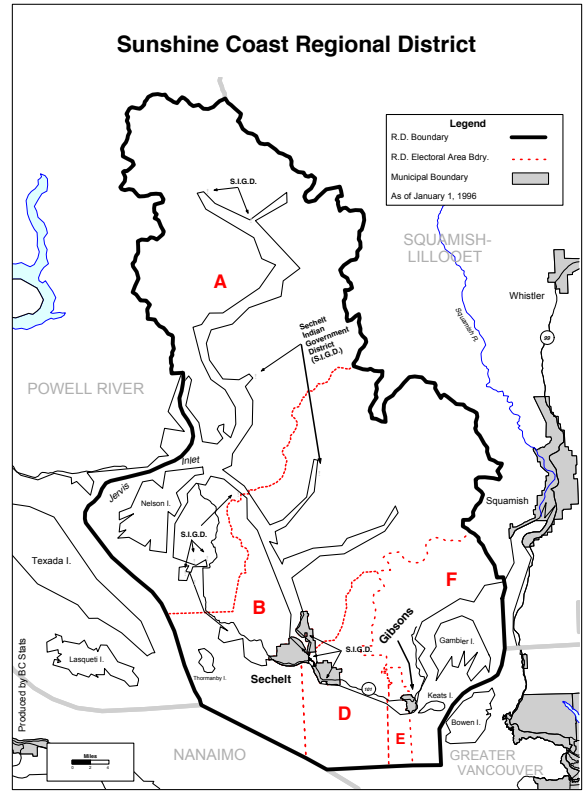 Sunshine Coast Regional District
Legend
R.D. Boundary
R.D. Electoral Area Bdry.
Municipal Boundary
As of January 1, 1996
S.I.G.D.
SQUAMISH-
LILLOOET
A
Whistler
Squamish R.
99
Sechelt
Indian
Government
District
(S.I.G.D.)
POWELL RIVER
Inlet
Jervis
Nelson I.
Squamish
S.I.G.D.
Texada I.
F
B
Gibsons
Gambier I.
S.I.G.D.
Lasqueti I.
Thormanby I.
Sechelt
101
Keats I.
D
Bowen I.
E
Produced by BC Stats
NANAIMO
GREATER
VANCOUVER
Miles